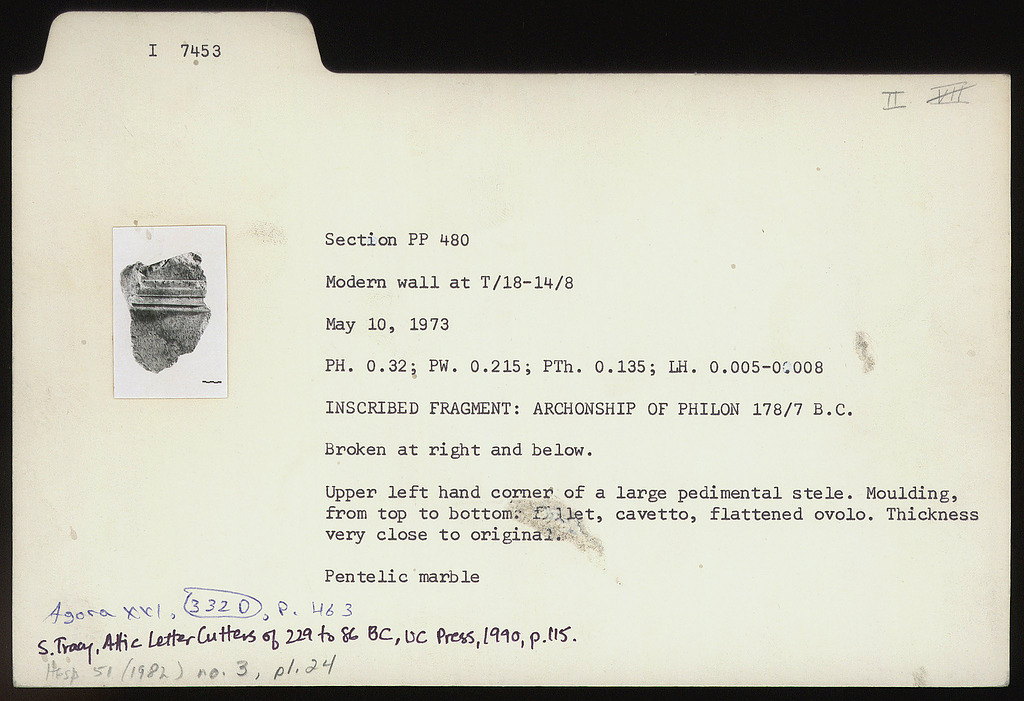 I 7453
II VII
Section PP 480
Modern wall at T/18-14/8
May 10, 1973
PH. 0.32; PW. 0.215; PTh. 0.135; LH. 0.005-0.008
INSCRIBED FRAGMENT: ARCHONSHIP OF PHILON 178/7 B.C.
Broken at right and below.
Upper left hand corner of a large pedimental stele. Moulding,
from top to bottom: fillet, cavetto, flattened ovolo. Thickness
very close to original.
Pentelic marble
Agora XXI, 332D, p. 463
S. Tracy, Attic Letter Cutters of 229 to 86 BC, UC Press, 1990, p.115.
Hesp 51 (1982) no. 3, pl. 24